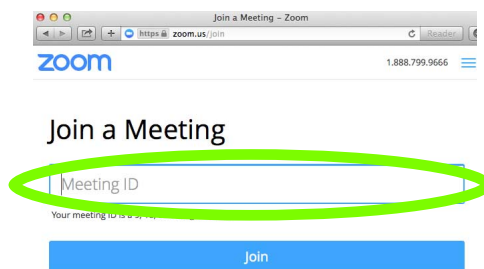 Join a Meeting – Zoom
https zoom.us/join
Reader
zoom
1.888.799.9666
Join a Meeting
Meeting ID
Your meeting ID is a
Join